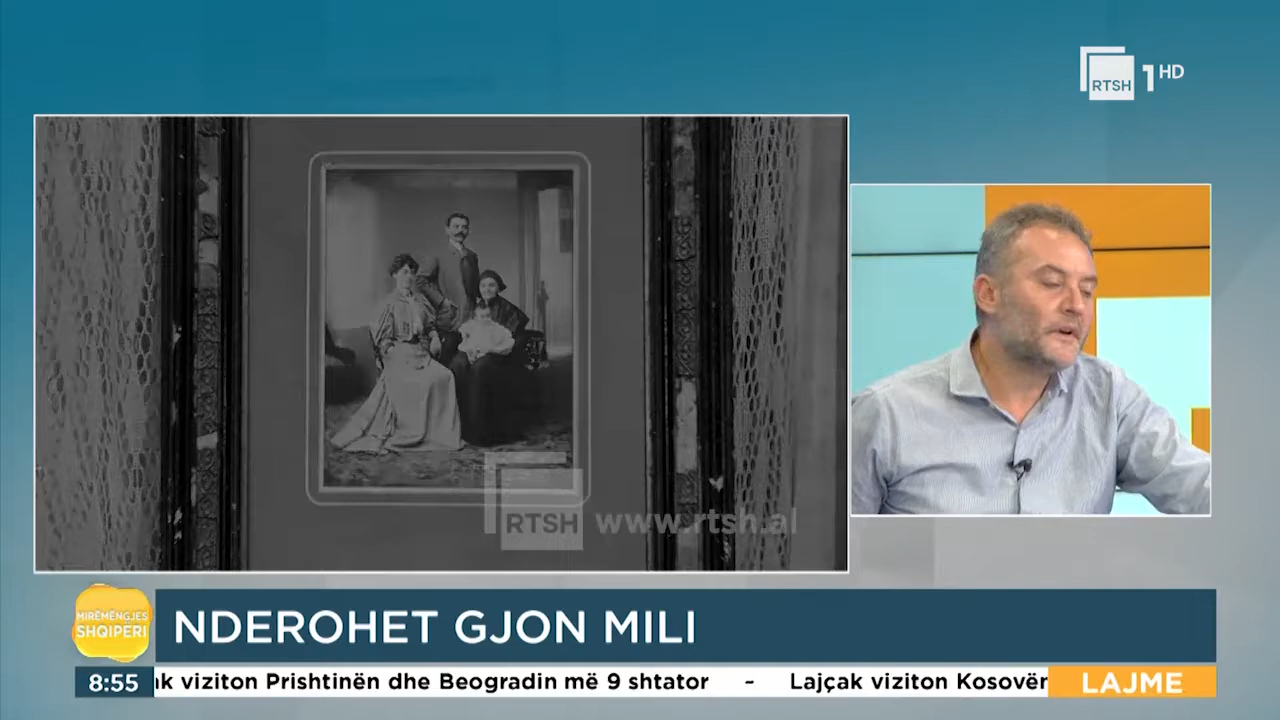 RTSH 1 HD
RTSH www.rtsh.al
MIRËMËNGJES
SHQIPËRI
NDEROHET GJON MILI
8:55
ak viziton Prishtinën dhe Beogradin më 9 shtator - Lajçak viziton Kosovër
LAJME